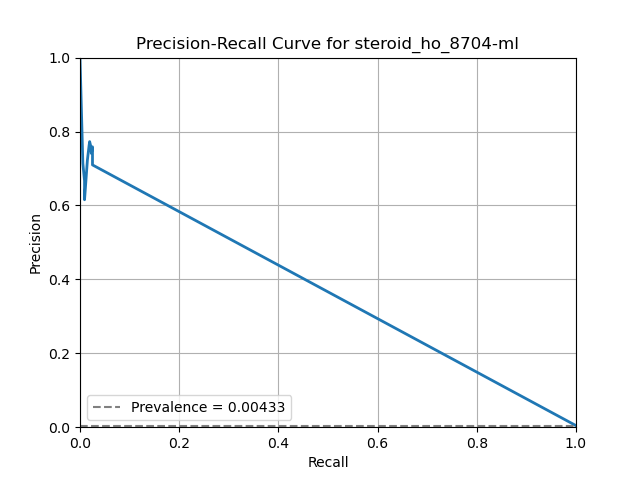 Precision-Recall Curve for steroid_ho_8704-ml
1.0
0.8
0.6
0.4
0.2
0.0
Precision
Prevalence = 0.00433
0.0 0.2 0.4 0.6 0.8 1.0
Recall